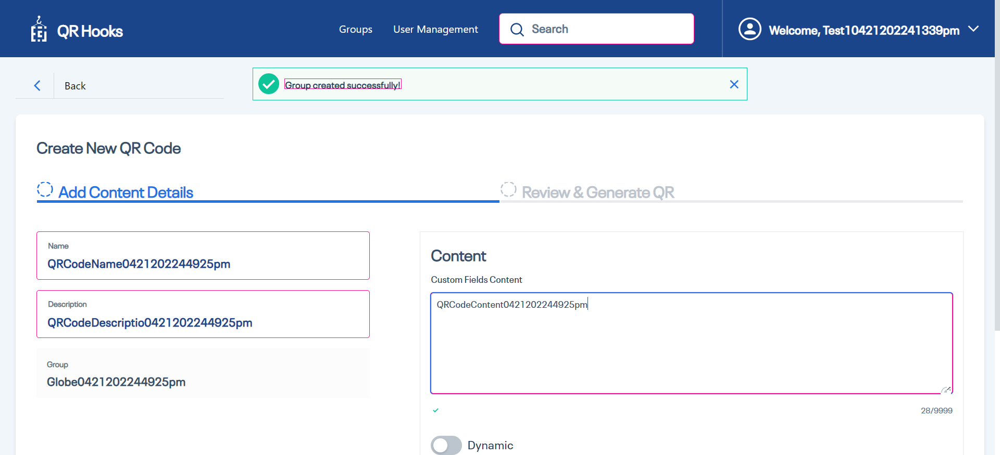 QR Hooks
Groups
User Management
Search
Welcome, Test10421202241339pm
Back
Group created successfully!
Create New QR Code
Add Content Details
Review & Generate QR
Name
QRCodeName0421202244925pm
Description
QRCodeDescriptio0421202244925pm
Group
Globe0421202244925pm
Content
Custom Fields Content
QRCodeContent0421202244925pm
28/9999
Dynamic